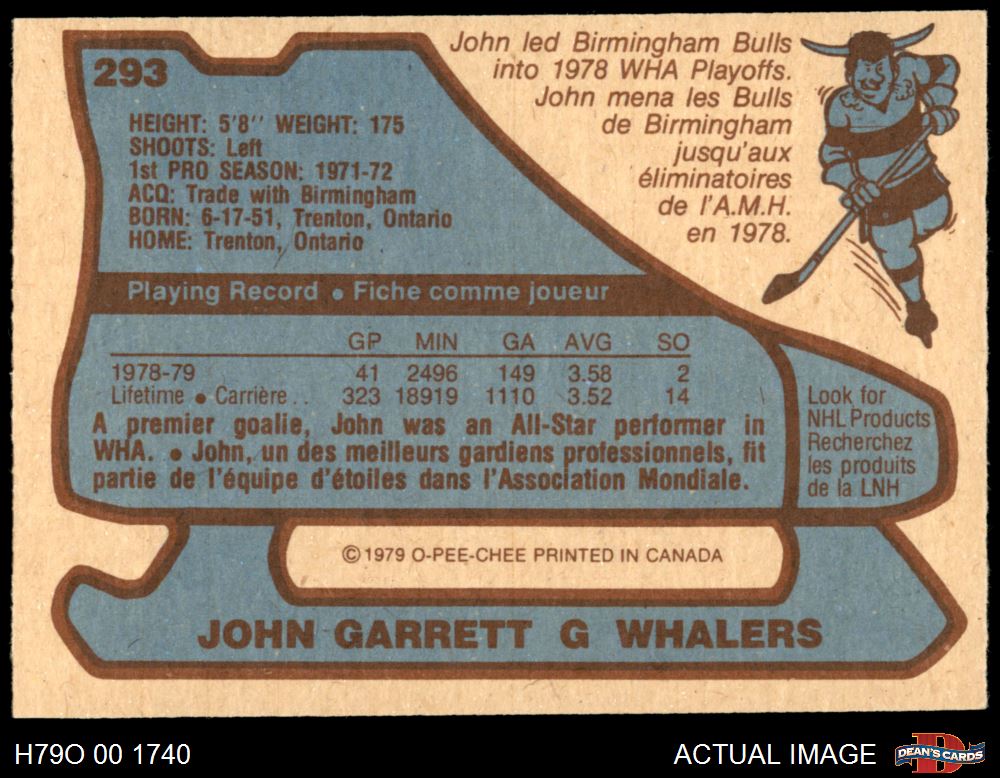 293
HEIGHT: 5'8'' WEIGHT: 175
SHOOTS: Left
1st PRO SEASON: 1971-72
ACQ: Trade with Birmingham
BORN: 6-17-51, Trenton, Ontario
HOME: Trenton, Ontario
John led Birmingham Bulls
into 1978 WHA Playoffs.
John mena les Bulls
de Birmingham
jusqu'aux
éliminatoires
de l'A.M.H.
en 1978.
Playing Record • Fiche comme joueur
GP MIN GA AVG SO
1978-79 41 2496 149 3.58 2
Lifetime • Carrière.. 323 18919 1110 3.52 14
A premier goalie, John was an All-Star performer in
WHA. • John, un des meilleurs gardiens professionnels, fit
partie de l'équipe d'étoiles dans l'Association Mondiale.
Look for
NHL Products
Recherchez
les produits
de la LNH
© 1979 O-PEE-CHEE PRINTED IN CANADA
JOHN GARRETT G WHALERS
H79O 00 1740
ACTUAL IMAGE
DEAN'S CARDS